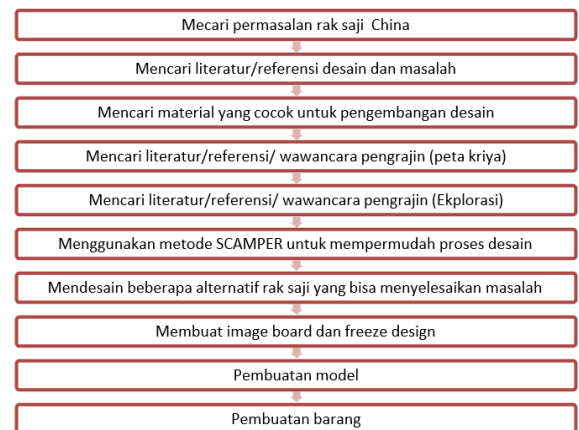 Mecari permasalan rak saji China
Mencari literatur/referensi desain dan masalah
Mencari material yang cocok untuk pengembangan desain
Mencari literatur/referensi/ wawancara pengrajin (peta kriya)
Mencari literatur/referensi/ wawancara pengrajin (Ekplorasi)
Menggunakan metode SCAMPER untuk mempermudah proses desain
Mendesain beberapa alternatif rak saji yang bisa menyelesaikan masalah
Membuat image board dan freeze design
Pembuatan model
Pembuatan barang